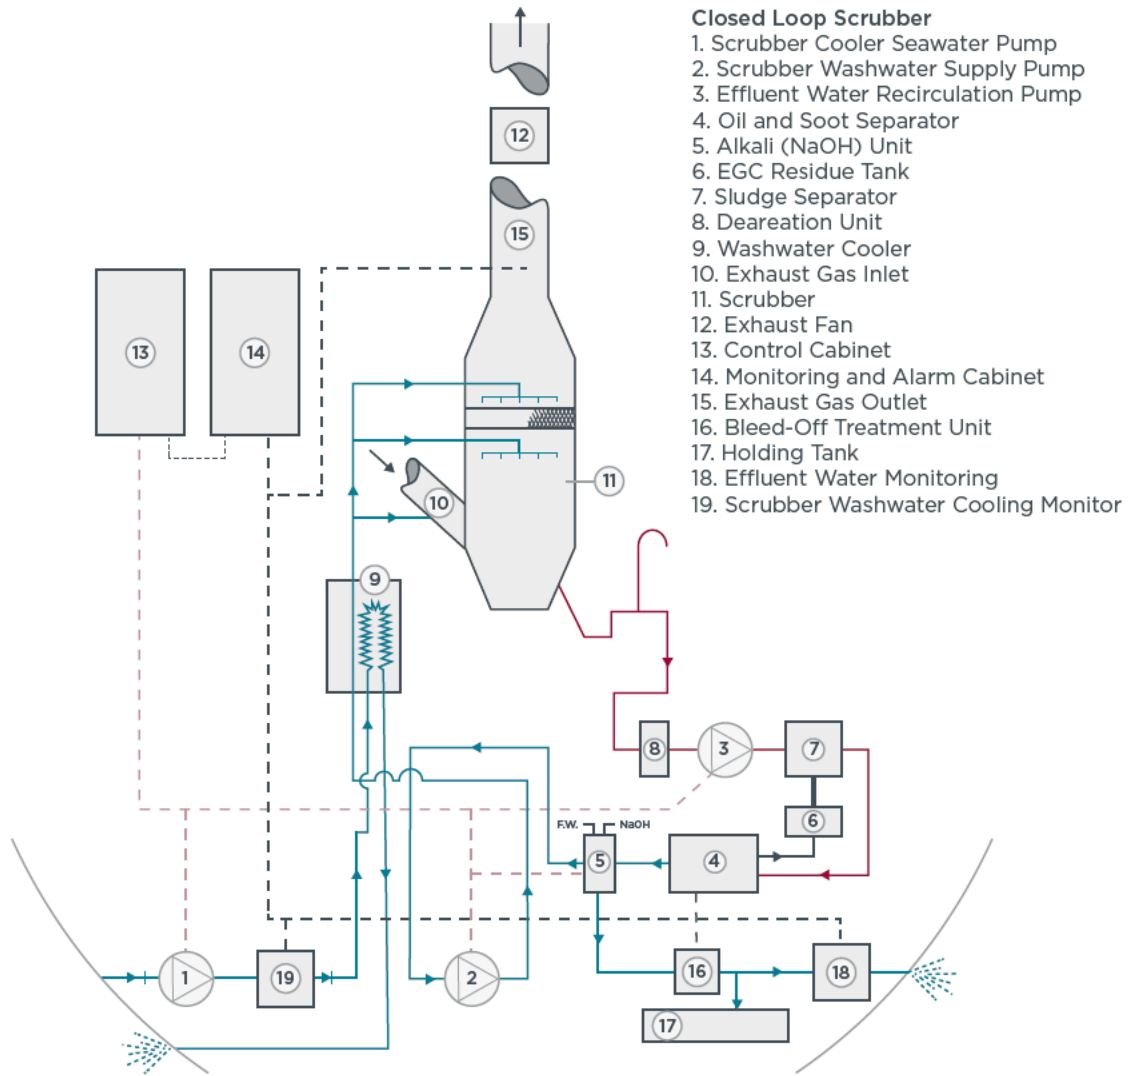 Closed Loop Scrubber
1. Scrubber Cooler Seawater Pump
2. Scrubber Washwater Supply Pump
3. Effluent Water Recirculation Pump
4. Oil and Soot Separator
5. Alkali (NaOH) Unit
6. EGC Residue Tank
7. Sludge Separator
8. Deareation Unit
9. Washwater Cooler
10. Exhaust Gas Inlet
11. Scrubber
12. Exhaust Fan
13. Control Cabinet
14. Monitoring and Alarm Cabinet
15. Exhaust Gas Outlet
16. Bleed-Off Treatment Unit
17. Holding Tank
18. Effluent Water Monitoring
19. Scrubber Washwater Cooling Monitor
12
15
13
14
11
10
9
8
3
7
6
F.W.
NaOH
5
4
1
19
2
16
18
17